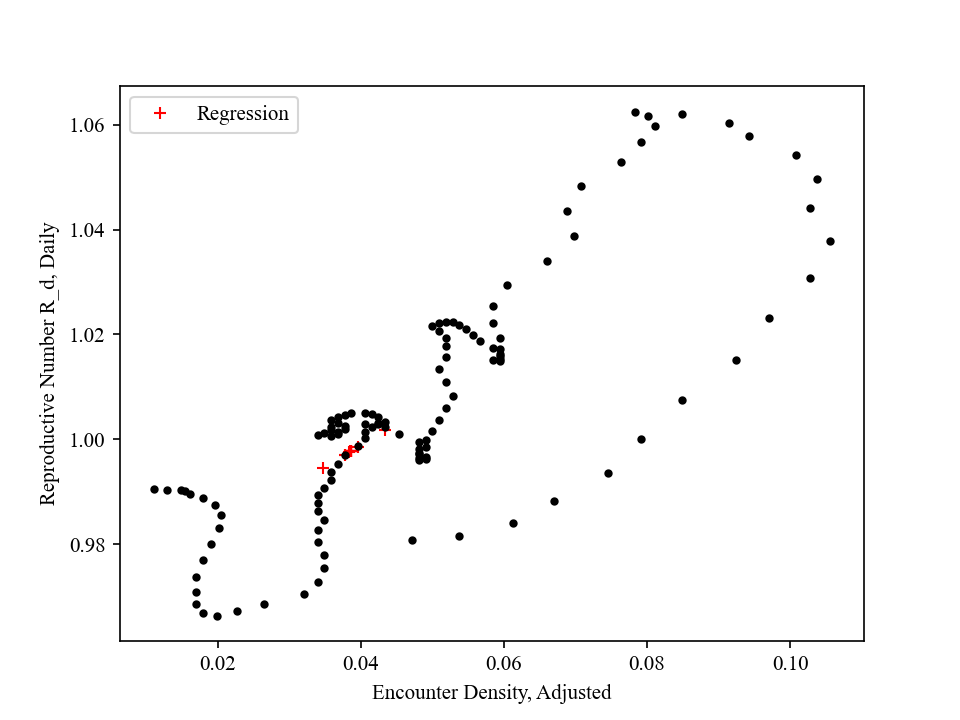 Regression
1.06
1.04
1.02
1.00
0.98
Reproductive Number R_d, Daily
0.02 0.04 0.06 0.08 0.10
Encounter Density, Adjusted